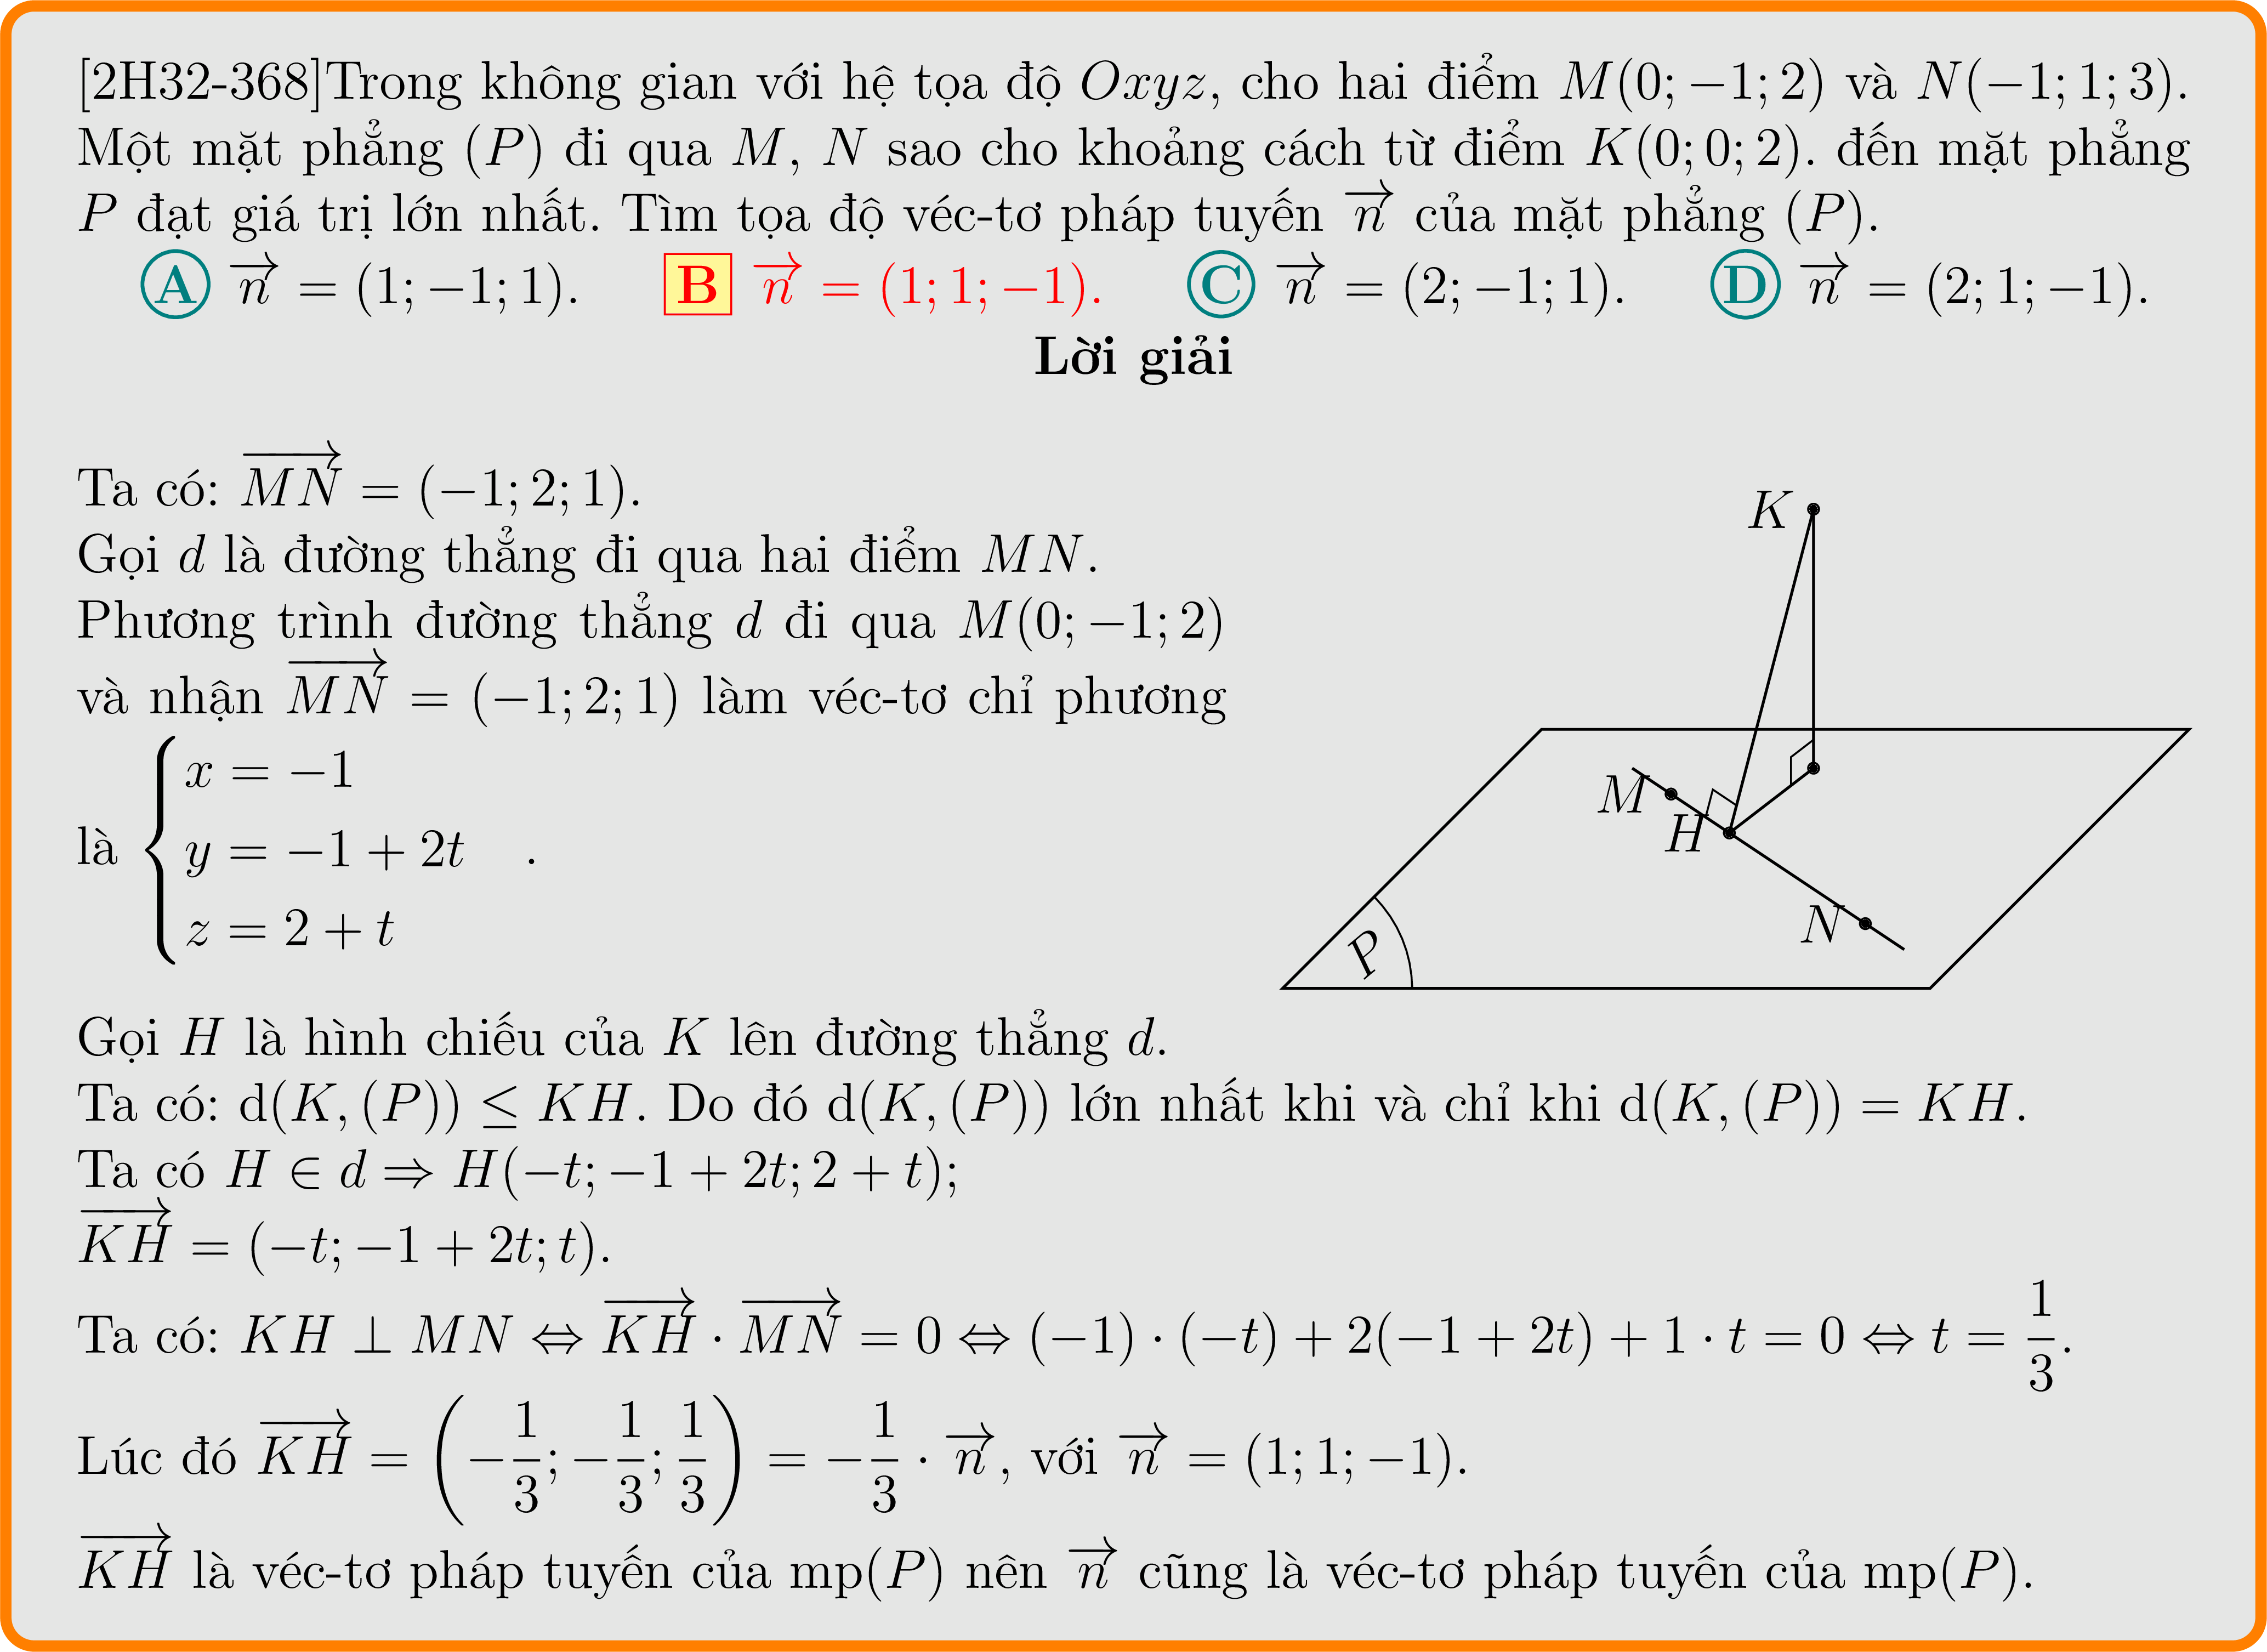 [2H32-368]Trong không gian với hệ tọa độ Oxyz, cho hai điểm M(0; −1; 2) và N(−1; 1; 3).
Một mặt phẳng (P) đi qua M, N sao cho khoảng cách từ điểm K(0; 0; 2). đến mặt phẳng
P đạt giá trị lớn nhất. Tìm tọa độ véc-tơ pháp tuyến $\overrightarrow{n}$ của mặt phẳng (P).
A $\overrightarrow{n}$ = (1; −1; 1). B $\overrightarrow{n}$ = (1; 1; −1). C $\overrightarrow{n}$ = (2; −1; 1). D $\overrightarrow{n}$ = (2; 1; −1).
Lời giải
Ta có: $\overrightarrow{MN}$ = (−1; 2; 1).
Gọi d là đường thẳng đi qua hai điểm MN.
Phương trình đường thẳng d đi qua M(0; −1; 2)
và nhận $\overrightarrow{MN}$ = (−1; 2; 1) làm véc-tơ chỉ phương
là $\begin{cases} x = -1 \\ y = -1 + 2t \\ z = 2 + t \end{cases}$ .
K
M
H
N
P
Gọi H là hình chiếu của K lên đường thẳng d.
Ta có: d(K, (P)) ≤ KH. Do đó d(K, (P)) lớn nhất khi và chỉ khi d(K, (P)) = KH.
Ta có H ∈ d ⇒ H(−t; −1 + 2t; 2 + t);
$\overrightarrow{KH}$ = (−t; −1 + 2t; t).
Ta có: KH ⊥ MN ⇔ $\overrightarrow{KH} \cdot \overrightarrow{MN}$ = 0 ⇔ (−1) · (−t) + 2(−1 + 2t) + 1 · t = 0 ⇔ t = $\frac{1}{3}$.
Lúc đó $\overrightarrow{KH} = \left(-\frac{1}{3}; -\frac{1}{3}; \frac{1}{3}\right) = -\frac{1}{3} \cdot \overrightarrow{n}$, với $\overrightarrow{n}$ = (1; 1; −1).
$\overrightarrow{KH}$ là véc-tơ pháp tuyến của mp(P) nên $\overrightarrow{n}$ cũng là véc-tơ pháp tuyến của mp(P).